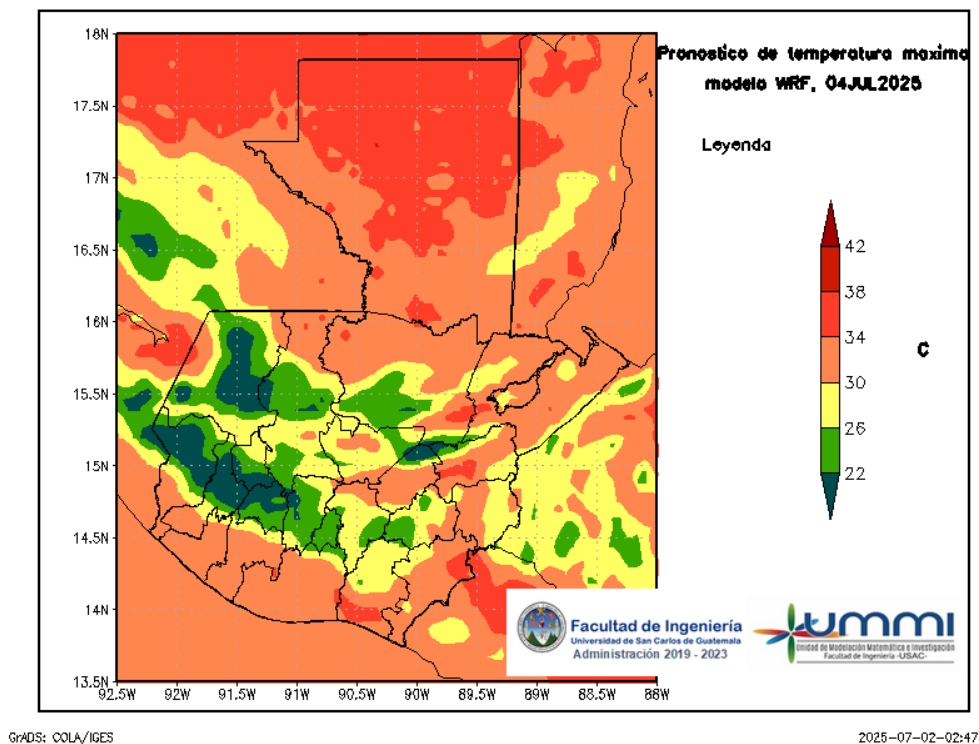 Pronostico de temperatura maxima
modelo WRF, 04JUL2025
Leyenda
42
38
34
30
26
22
C
18N
17.5N
17N
16.5N
16N
15.5N
15N
14.5N
14N
13.5N
92.5W 92W 91.5W 91W 90.5W 90W 89.5W 89W 88.5W 88W
Facultad de Ingeniería
Universidad de San Carlos de Guatemala
Administración 2019 - 2023
ummi
Unidad de Modelación Matemática e Investigación
Facultad de Ingeniería -USAC-
GrADS: COLA/IGES
2025-07-02-02:47